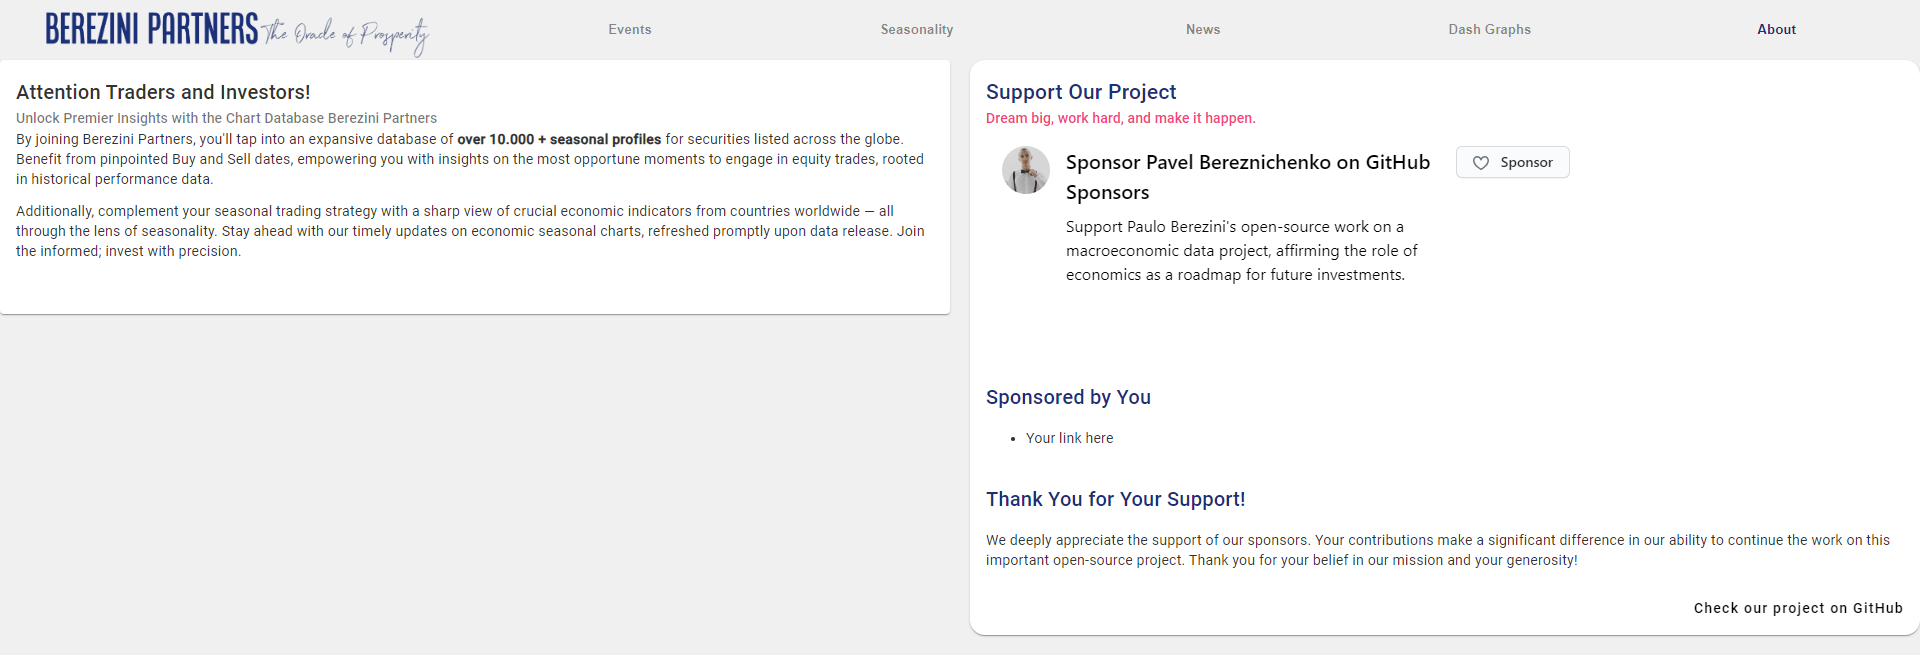 BEREZINI PARTNERS The Oracle of Prosperity
Events
Seasonality
News
Dash Graphs
About
Attention Traders and Investors!
Unlock Premier Insights with the Chart Database Berezini Partners
By joining Berezini Partners, you'll tap into an expansive database of over 10.000 + seasonal profiles for securities listed across the globe.
Benefit from pinpointed Buy and Sell dates, empowering you with insights on the most opportune moments to engage in equity trades, rooted
in historical performance data.
Additionally, complement your seasonal trading strategy with a sharp view of crucial economic indicators from countries worldwide — all
through the lens of seasonality. Stay ahead with our timely updates on economic seasonal charts, refreshed promptly upon data release. Join
the informed; invest with precision.
Support Our Project
Dream big, work hard, and make it happen.
Sponsor Pavel Bereznichenko on GitHub
Sponsors
Sponsor
Support Paulo Berezini's open-source work on a
macroeconomic data project, affirming the role of
economics as a roadmap for future investments.
Sponsored by You
• Your link here
Thank You for Your Support!
We deeply appreciate the support of our sponsors. Your contributions make a significant difference in our ability to continue the work on this
important open-source project. Thank you for your belief in our mission and your generosity!
Check our project on GitHub